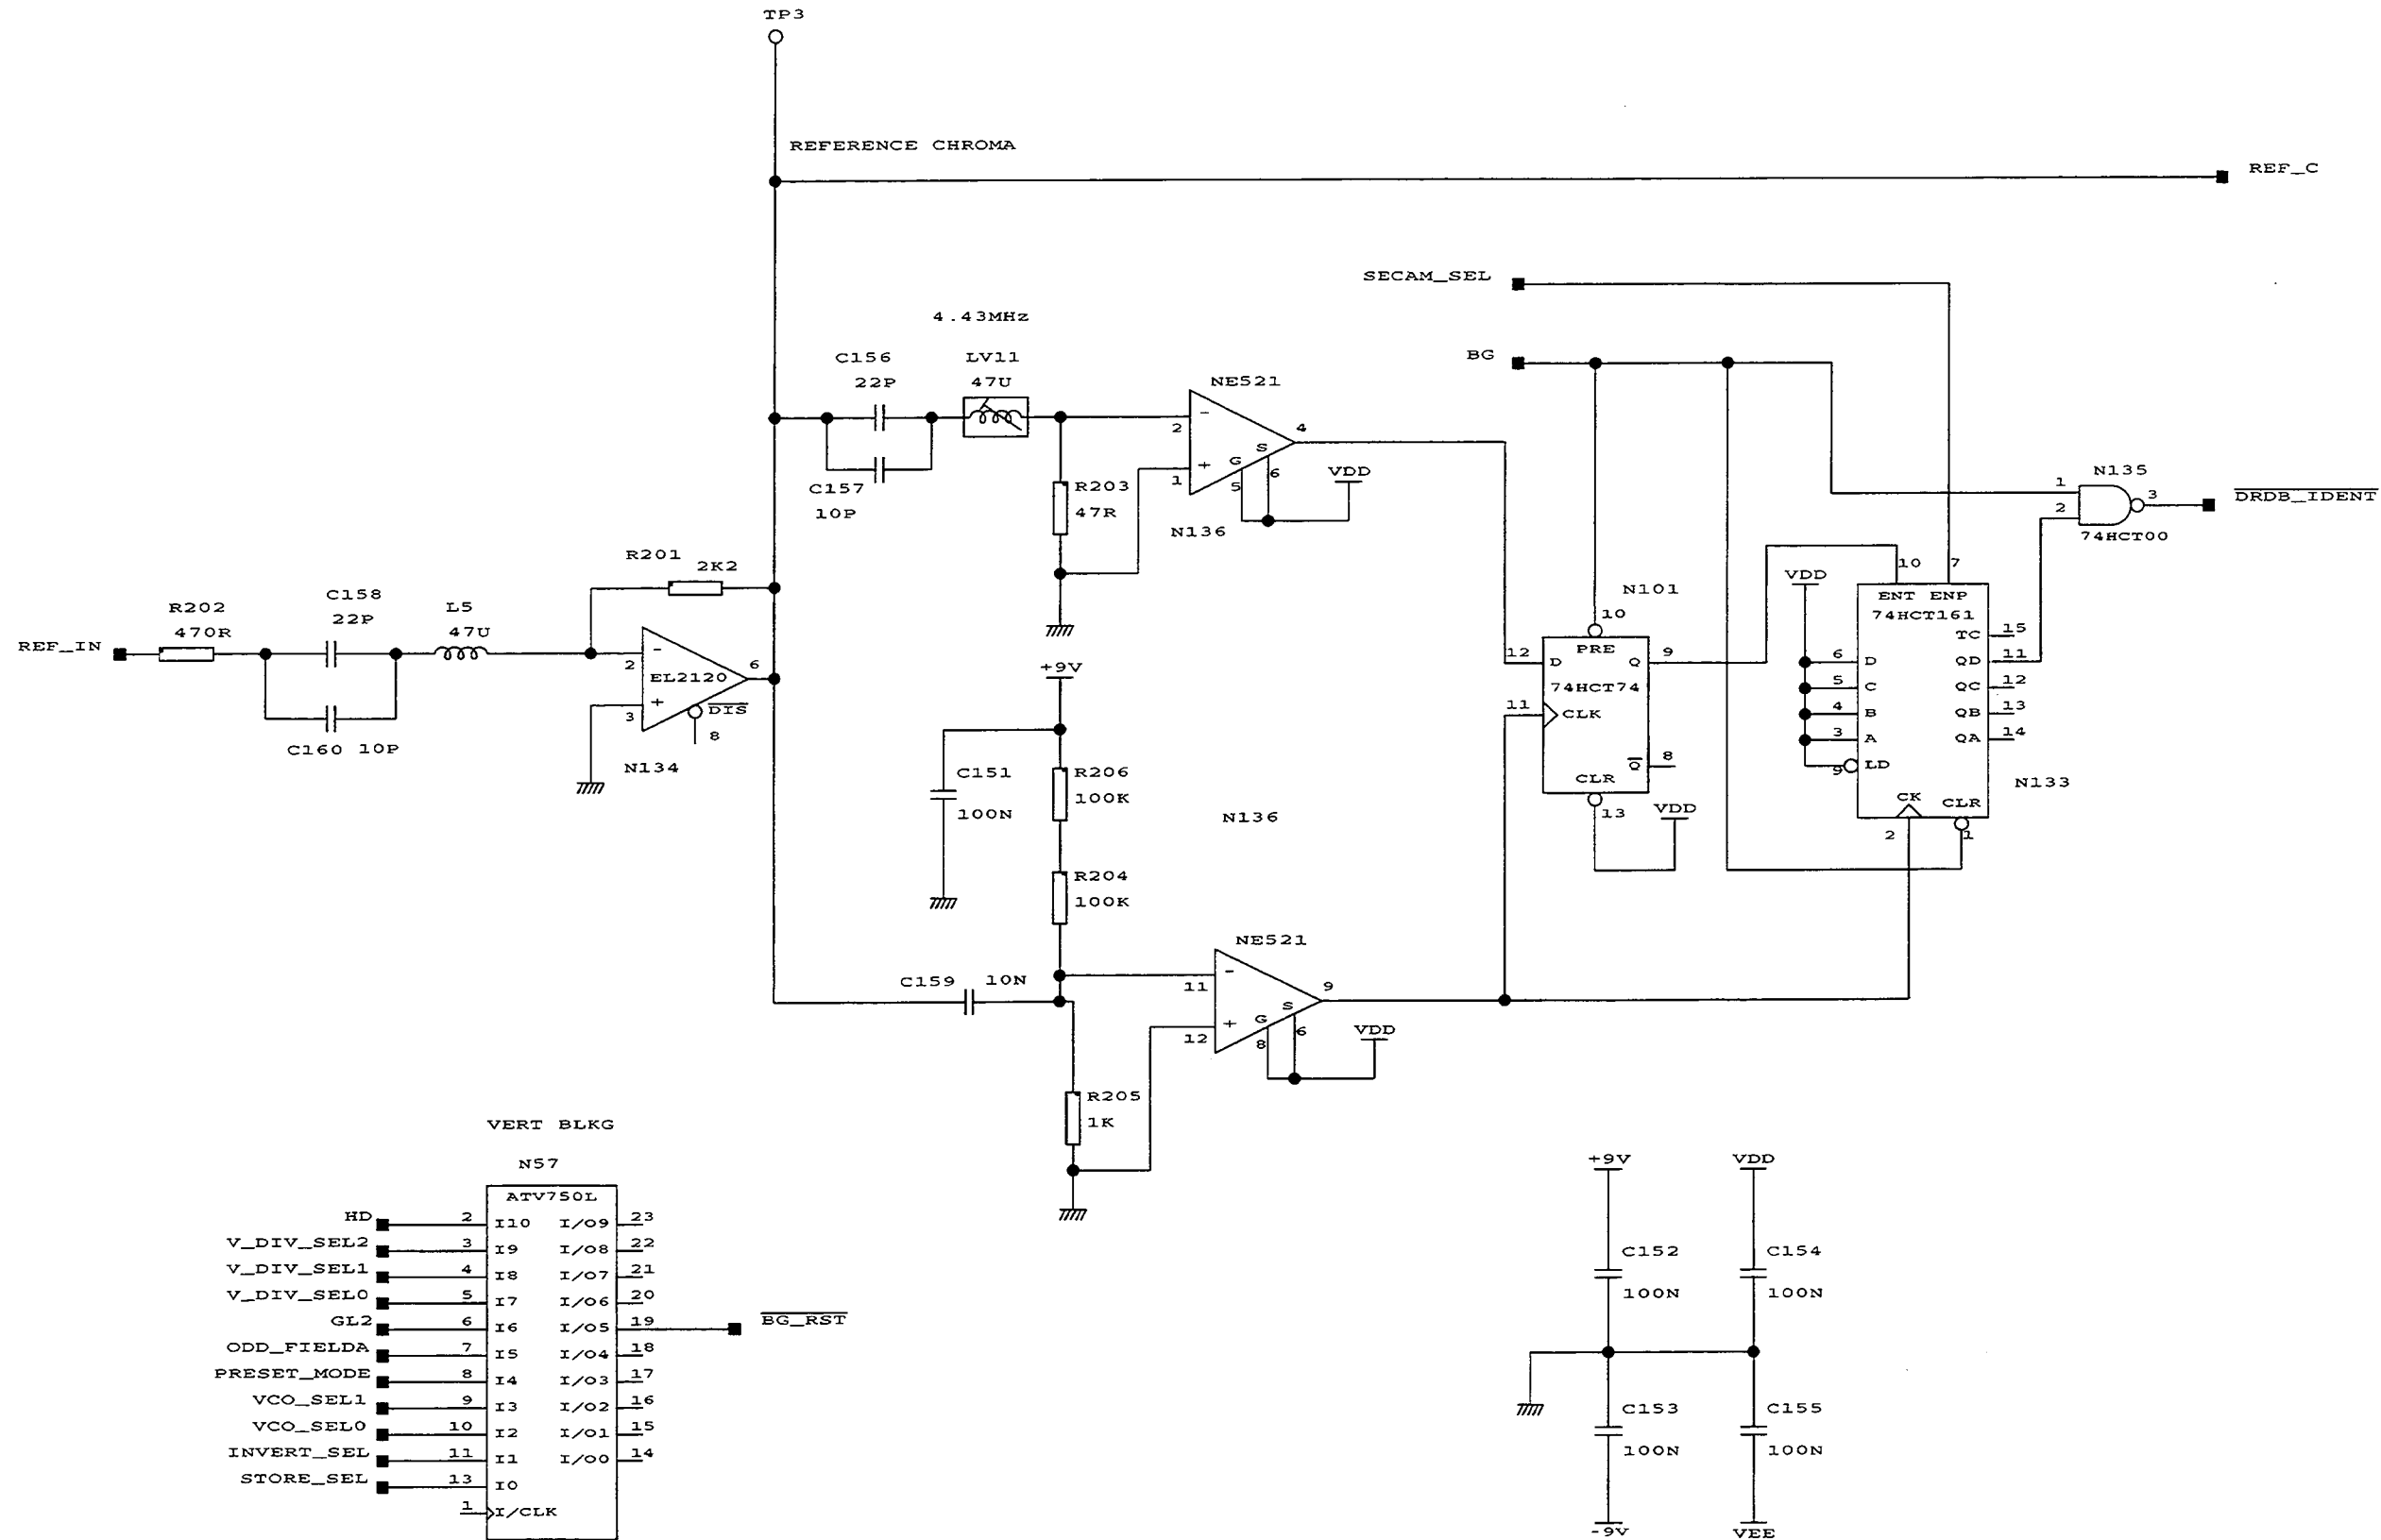 TP3
REFERENCE CHROMA
REF_C
SECAM_SEL
4.43MHz
BG
C156
22P
LV11
47U
NE521
C157
10P
2
-
1
+
G
S
5
6
4
VDD
N136
R203
47R
N135
1
2
3
DRDB_IDENT
74HCT00
R201
2K2
REF_IN
R202
470R
C158
22P
L5
47U
C160 10P
2
-
EL2120
+
3
6
DIS
8
N134
N101
10
PRE
12
D
Q
9
74HCT74
11
CLK
Q
8
CLR
13
VDD
VDD
10
7
ENT ENP
74HCT161
TC
15
6
D
QD
11
5
C
QC
12
4
B
QB
13
3
A
QA
14
9
LD
N133
CK
CLR
2
1
+9V
C151
100N
R206
100K
N136
R204
100K
NE521
C159
10N
11
-
12
+
G
S
8
6
9
VDD
R205
1K
VERT BLKG
N57
ATV750L
HD
2
I10
I/O9
23
V_DIV_SEL2
3
I9
I/O8
22
V_DIV_SEL1
4
I8
I/O7
21
V_DIV_SEL0
5
I7
I/O6
20
GL2
6
I6
I/O5
19
BG_RST
ODD_FIELDA
7
I5
I/O4
18
PRESET_MODE
8
I4
I/O3
17
VCO_SEL1
9
I3
I/O2
16
VCO_SEL0
10
I2
I/O1
15
INVERT_SEL
11
I1
I/O0
14
STORE_SEL
13
I0
1
I/CLK
+9V
VDD
C152
100N
C154
100N
C153
100N
C155
100N
-9V
VEE